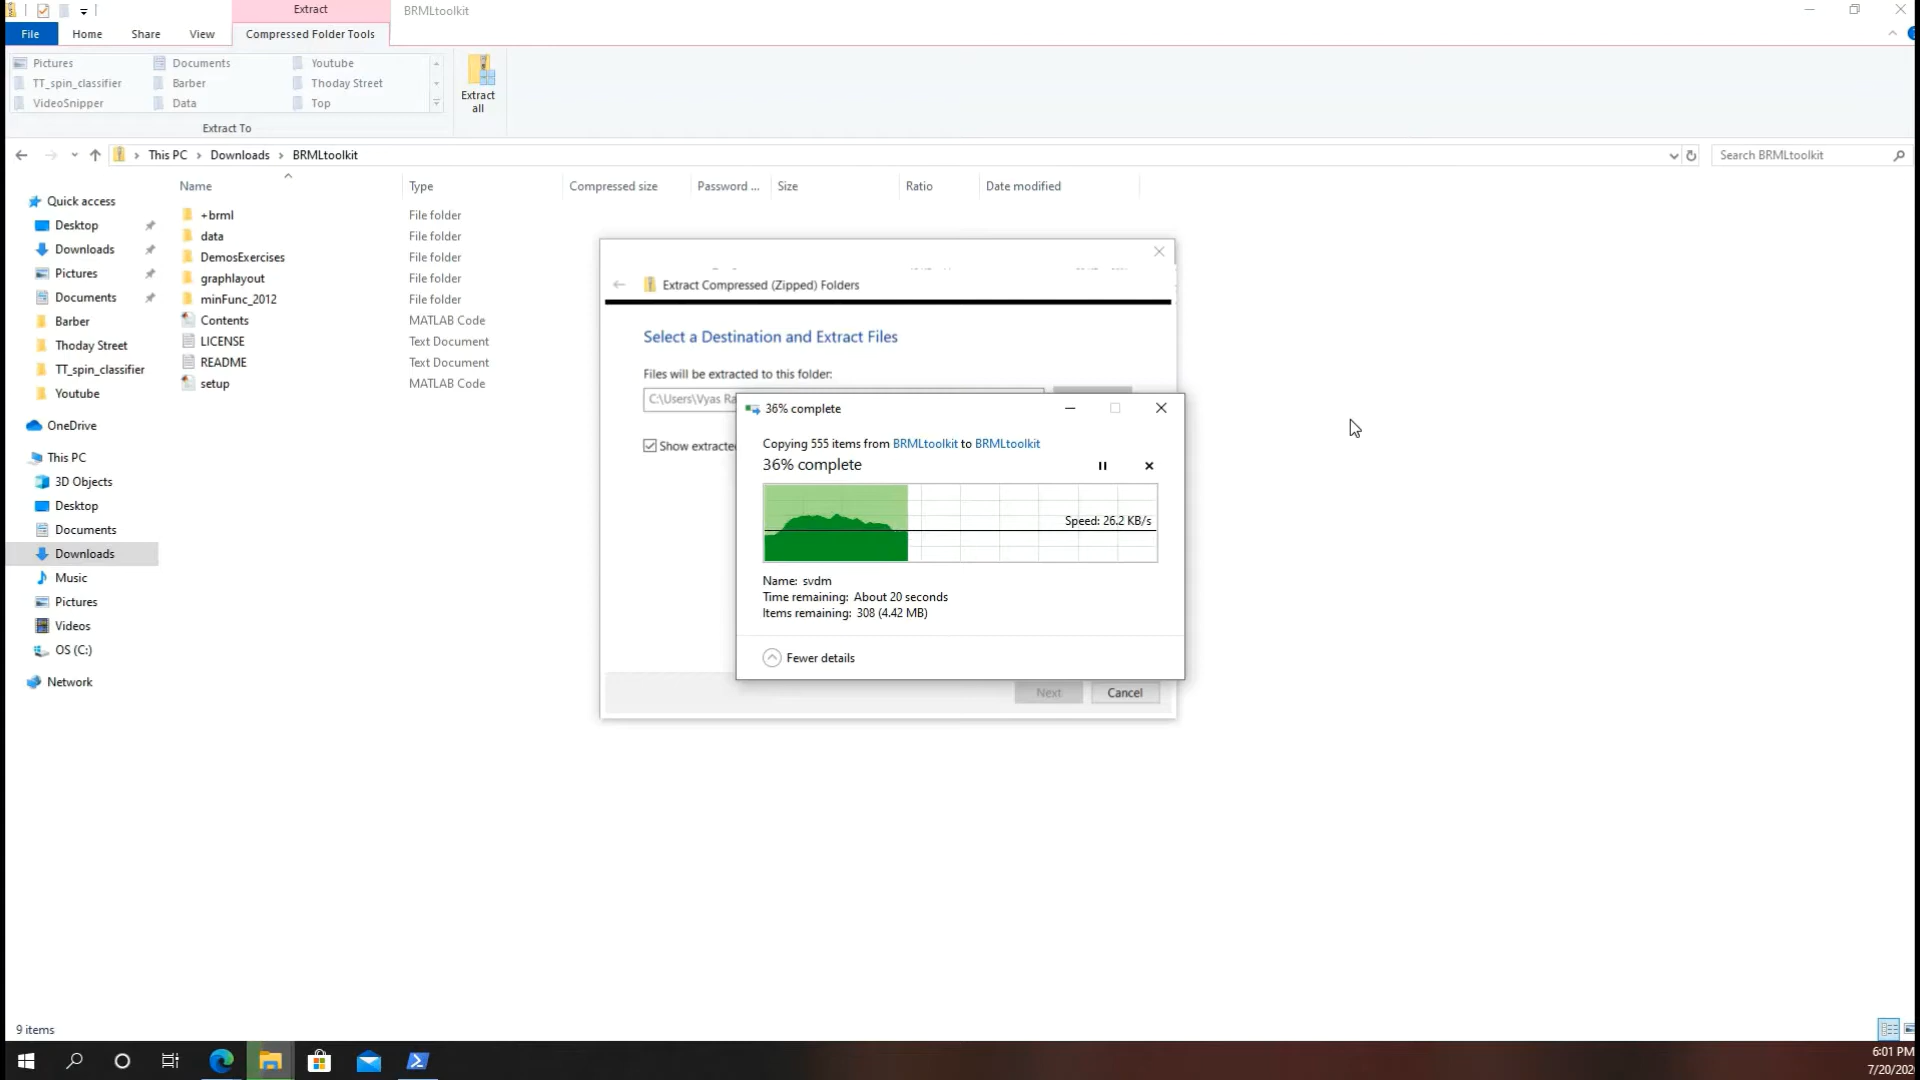 Extract
BRMLtoolkit
File
Home
Share
View
Compressed Folder Tools
Pictures
Documents
Youtube
TT_spin_classifier
Barber
Thoday Street
VideoSnipper
Data
Top
Extract all
Extract To
This PC > Downloads > BRMLtoolkit
Search BRMLtoolkit
Name
Type
Compressed size
Password ...
Size
Ratio
Date modified
Quick access
Desktop
Downloads
Pictures
Documents
Barber
Thoday Street
TT_spin_classifier
Youtube
OneDrive
This PC
3D Objects
Desktop
Documents
Downloads
Music
Pictures
Videos
OS (C:)
Network
+brml File folder
data File folder
DemosExercises File folder
graphlayout File folder
minFunc_2012 File folder
Contents MATLAB Code
LICENSE Text Document
README Text Document
setup MATLAB Code
Extract Compressed (Zipped) Folders
Select a Destination and Extract Files
Files will be extracted to this folder:
C:\Users\Vyas
Show
36% complete
Copying 555 items from BRMLtoolkit to BRMLtoolkit
36% complete
Speed: 26.2 KB/s
Name: svdm
Time remaining: About 20 seconds
Items remaining: 308 (4.42 MB)
Fewer details
Next
Cancel
9 items
6:01 PM
7/20/202